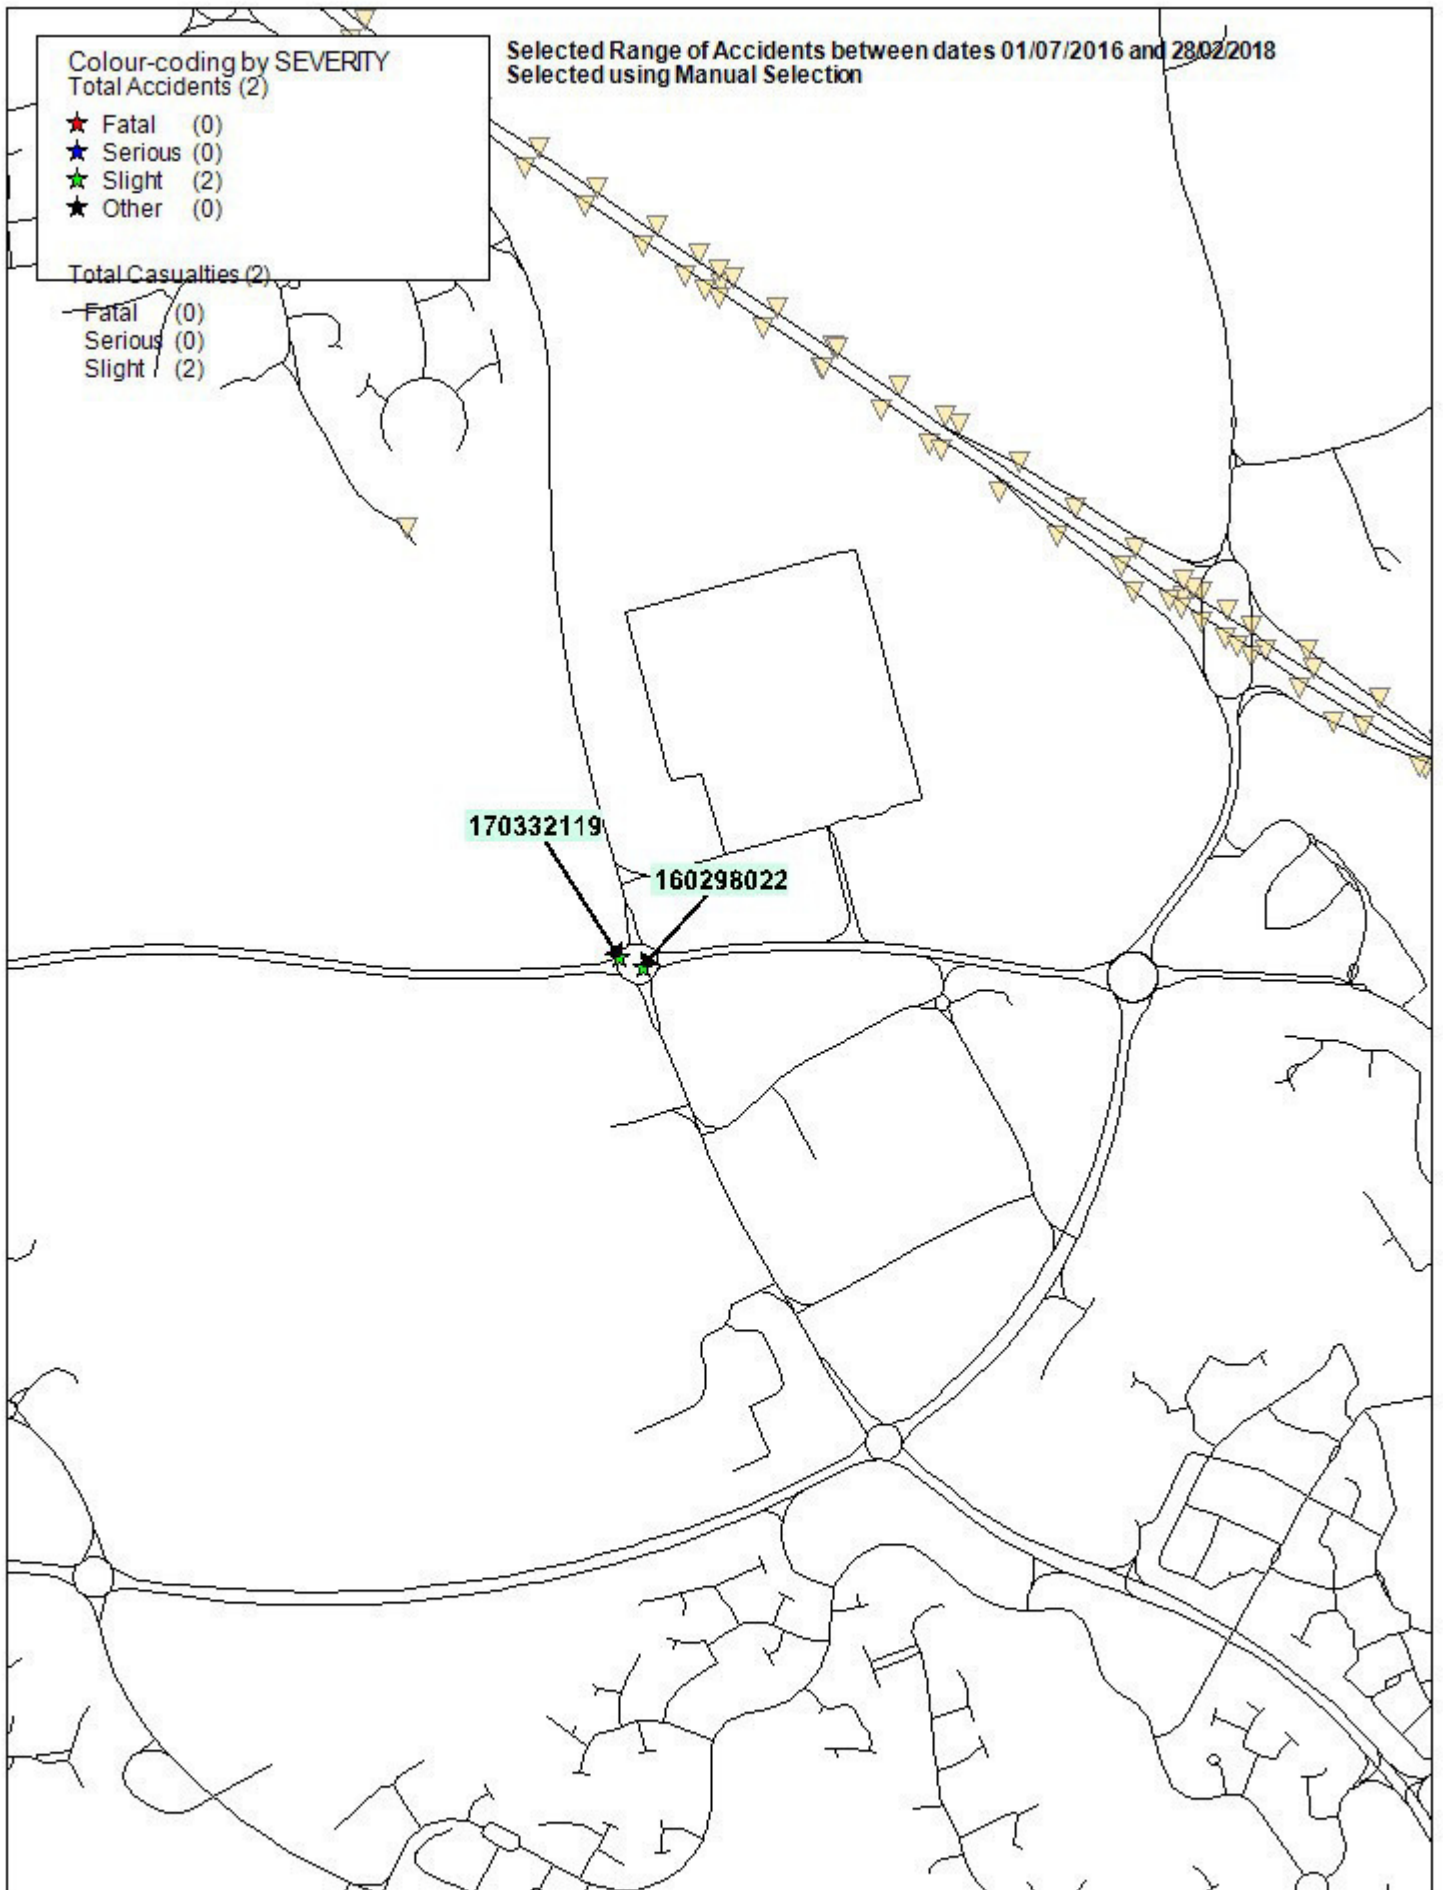 Colour-coding by SEVERITY
Total Accidents (2)
Fatal (0)
Serious (0)
Slight (2)
Other (0)
Total Casualties (2)
Fatal (0)
Serious (0)
Slight (2)
Selected Range of Accidents between dates 01/07/2016 and 28/02/2018
Selected using Manual Selection
170332119
160298022